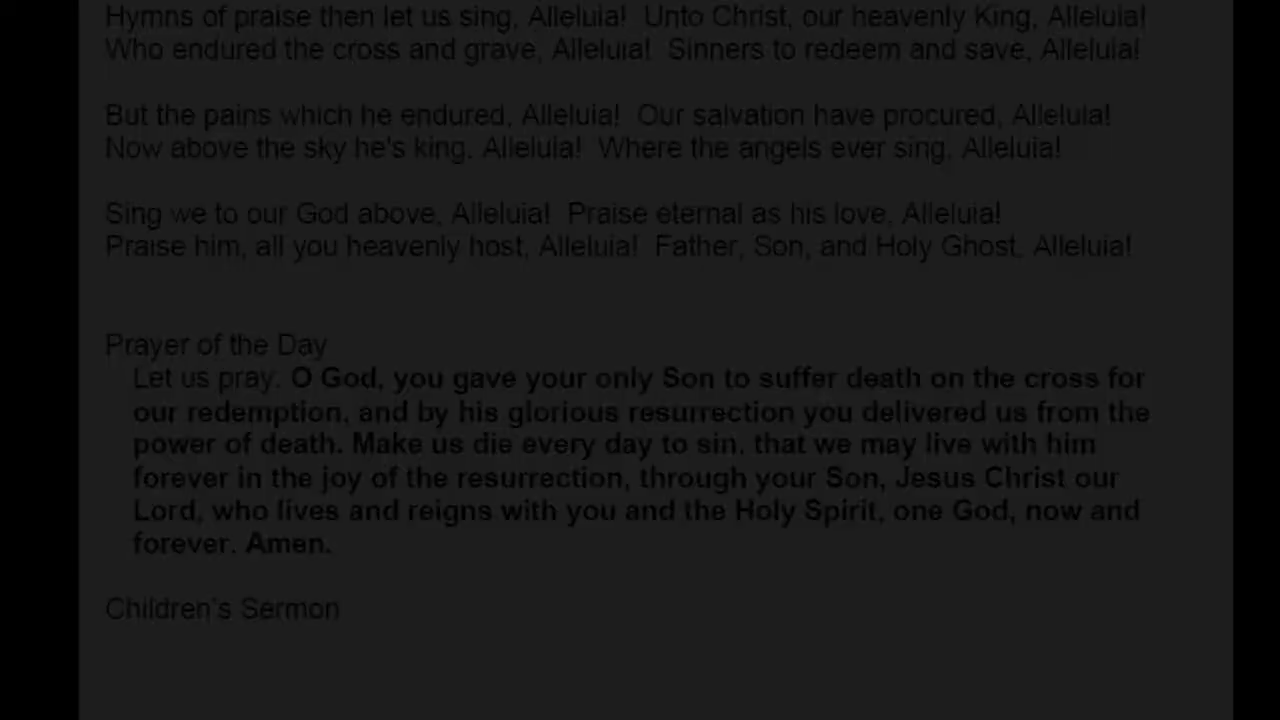 Hymns of praise then let us sing, Alleluia!  Unto Christ, our heavenly King, Alleluia!
Who endured the cross and grave, Alleluia!  Sinners to redeem and save, Alleluia!
But the pains which he endured, Alleluia!  Our salvation have procured, Alleluia!
Now above the sky he's king, Alleluia!  Where the angels ever sing, Alleluia!
Sing we to our God above, Alleluia!  Praise eternal as his love, Alleluia!
Praise him, all you heavenly host, Alleluia!  Father, Son, and Holy Ghost, Alleluia!
Prayer of the Day
Let us pray. O God, you gave your only Son to suffer death on the cross for
our redemption, and by his glorious resurrection you delivered us from the
power of death. Make us die every day to sin, that we may live with him
forever in the joy of the resurrection, through your Son, Jesus Christ our
Lord, who lives and reigns with you and the Holy Spirit, one God, now and
forever. Amen.
Children's Sermon